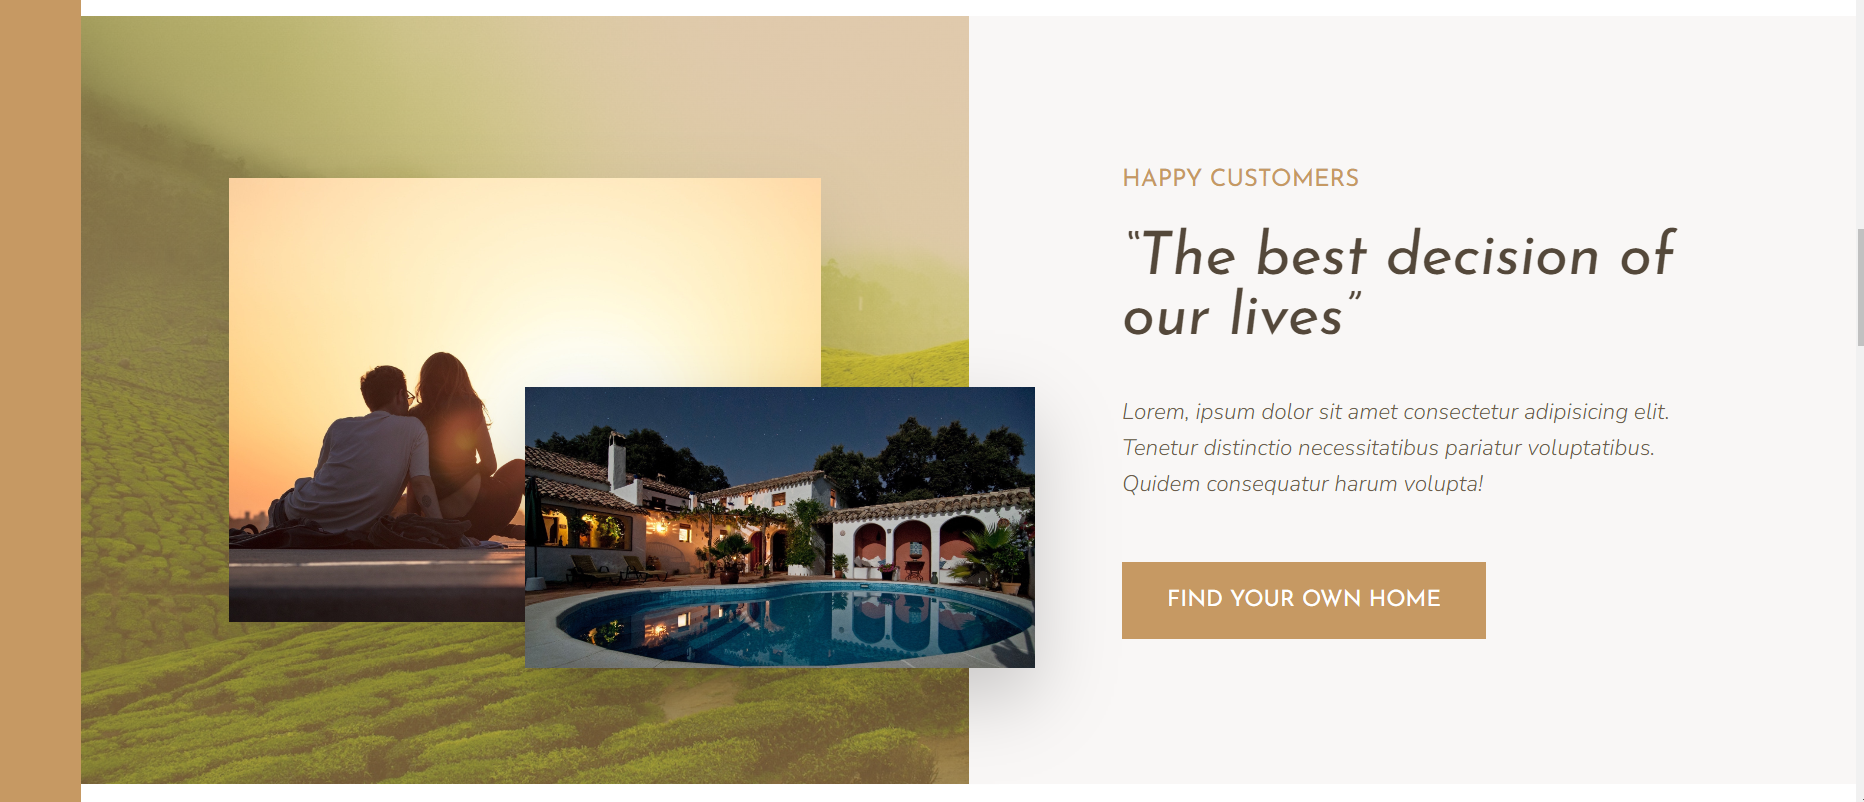 HAPPY CUSTOMERS
“The best decision of
our lives”
Lorem, ipsum dolor sit amet consectetur adipisicing elit.
Tenetur distinctio necessitatibus pariatur voluptatibus.
Quidem consequatur harum volupta!
FIND YOUR OWN HOME